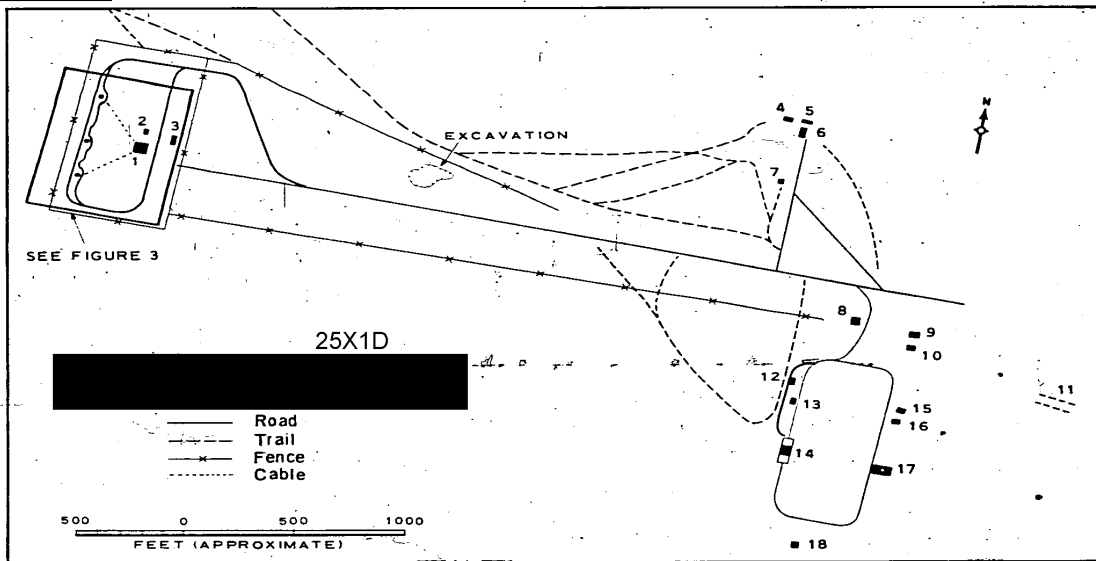 4
5
6
N
2
3
1
EXCAVATION
7
SEE FIGURE 3
8
9
10
25X1D
12
13
11
15
16
Road
Trail
Fence
Cable
14
17
500 0 500 1000
FEET (APPROXIMATE)
18